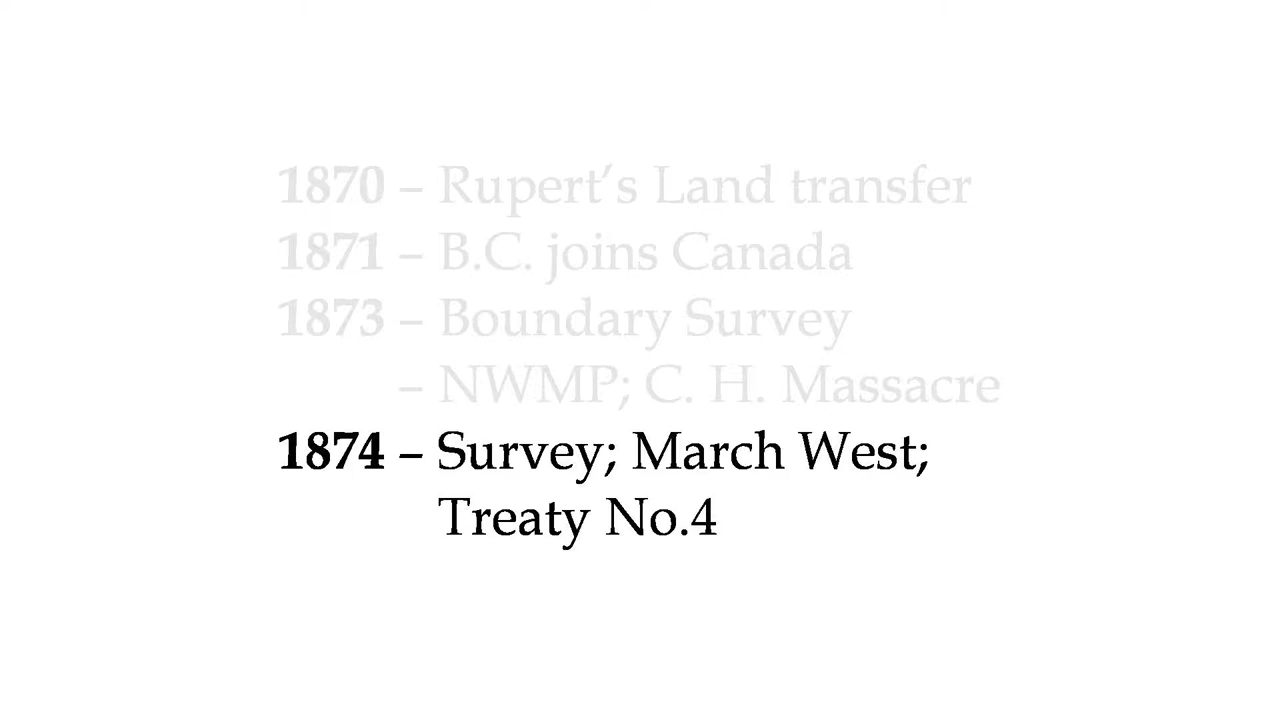 1870 – Rupert’s Land transfer
1871 – B.C. joins Canada
1873 – Boundary Survey
– NWMP; C. H. Massacre
1874 – Survey; March West;
Treaty No.4